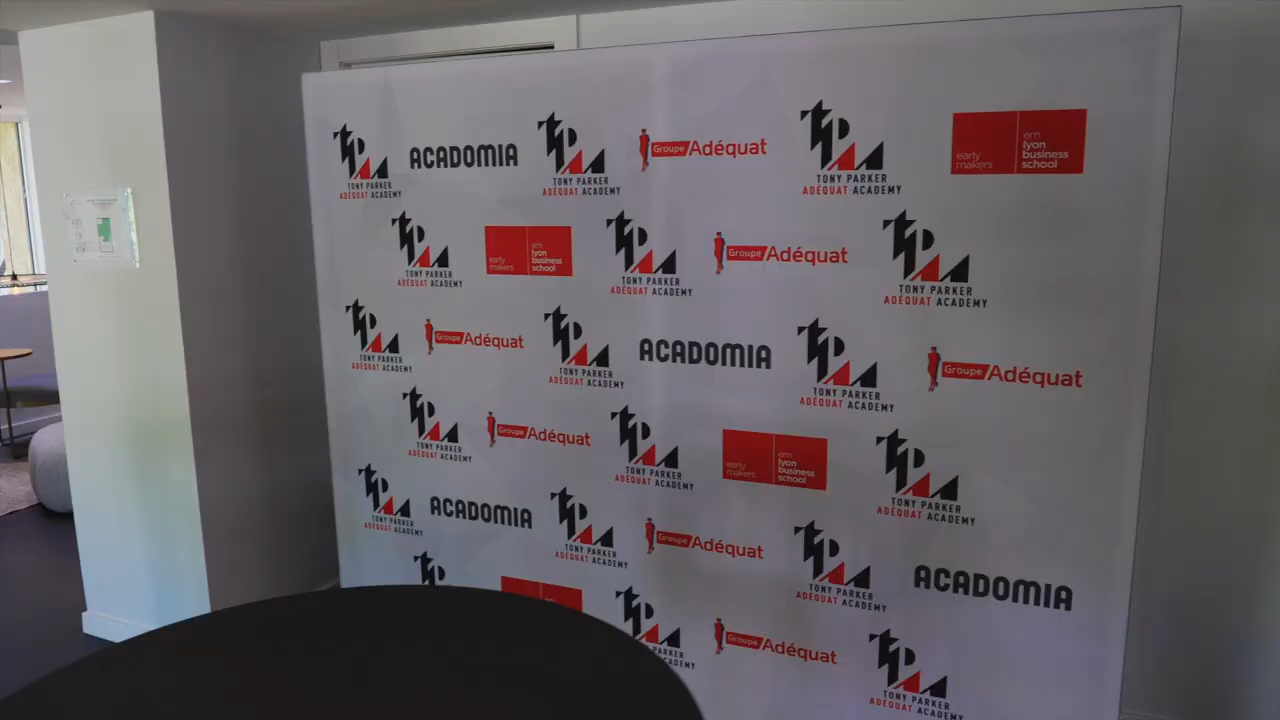 TONY PARKER
ADÉQUAT ACADEMY
ACADOMIA
TONY PARKER
ADÉQUAT ACADEMY
Groupe Adéquat
TONY PARKER
ADÉQUAT ACADEMY
early
makers
em
lyon
business
school
TONY PARKER
ADÉQUAT ACADEMY
early
makers
em
lyon
business
school
TONY PARKER
ADÉQUAT ACADEMY
Groupe Adéquat
TONY PARKER
ADÉQUAT ACADEMY
TONY PARKER
ADÉQUAT ACADEMY
Groupe Adéquat
TONY PARKER
ADÉQUAT ACADEMY
ACADOMIA
TONY PARKER
ADÉQUAT ACADEMY
Groupe Adéquat
TONY PARKER
ADÉQUAT ACADEMY
Groupe Adéquat
TONY PARKER
ADÉQUAT ACADEMY
early
makers
em
lyon
business
school
TONY PARKER
ADÉQUAT ACADEMY
TONY PARKER
ADÉQUAT ACADEMY
ACADOMIA
TONY PARKER
ADÉQUAT ACADEMY
Groupe Adéquat
TONY PARKER
ADÉQUAT ACADEMY
ACADOMIA
PARKER
ACADEMY
Groupe Adéquat
TONY PARKER
ADÉQUAT ACADEMY